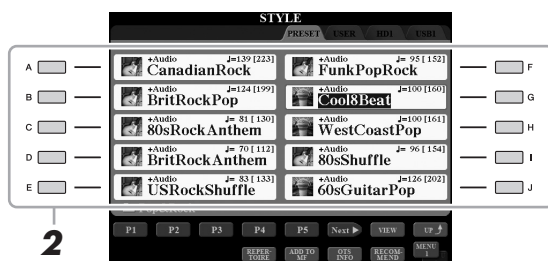 STYLE
PRESET USER HD1 USB1
A +Audio ♩=139 [223] +Audio ♩= 95 [ 152] F
CanadianRock FunkPopRock
B +Audio ♩=124 [199] +Audio ♩=100 [160] G
BritRockPop Cool8Beat
C +Audio ♩= 81 [ 130] +Audio ♩=100 [161] H
80sRockAnthem WestCoastPop
D +Audio ♩= 70 [ 112] +Audio ♩= 96 [ 154] I
BritRockAnthem 80sShuffle
E +Audio ♩= 83 [ 133] +Audio ♩=126 [202] J
USRockShuffle 60sGuitarPop
2
P1 P2 P3 P4 P5 Next ▶ VIEW UP
REPER-TOIRE ADD TO MF OTS INFO RECOM-MEND MENU 1